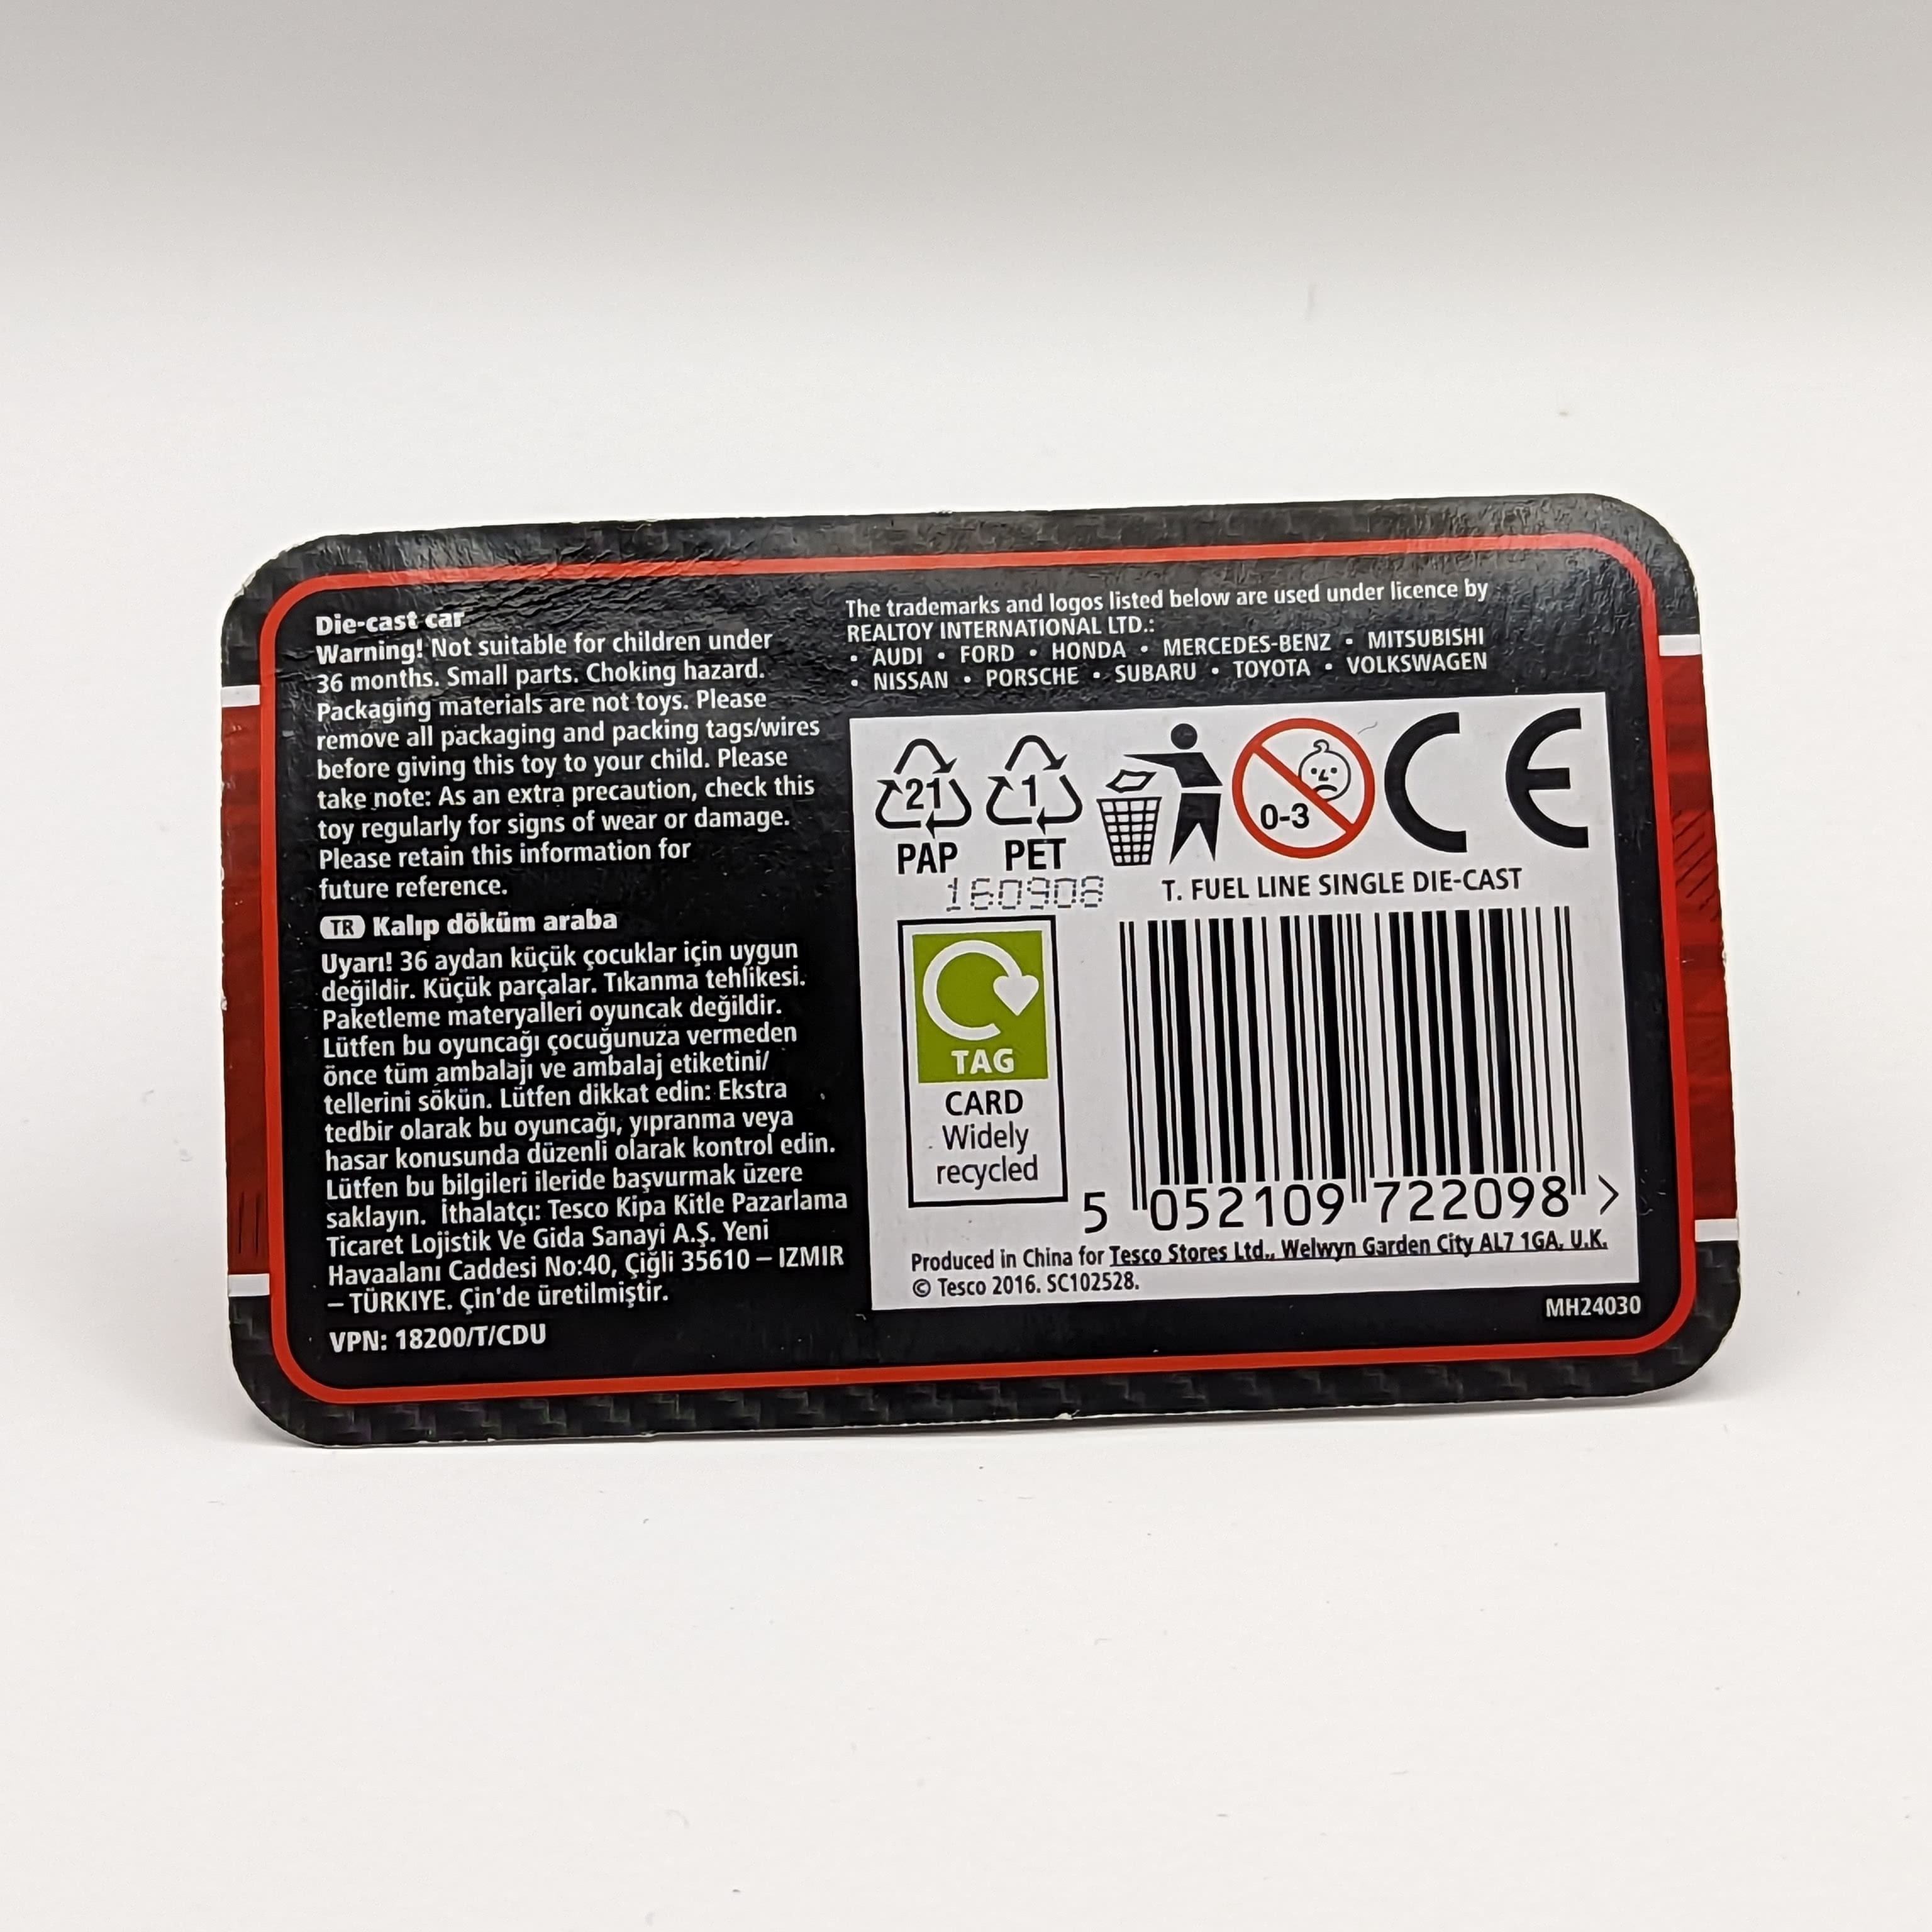 Die-cast car
Warning! Not suitable for children under
36 months. Small parts. Choking hazard.
Packaging materials are not toys. Please
remove all packaging and packing tags/wires
before giving this toy to your child. Please
take note: As an extra precaution, check this
toy regularly for signs of wear or damage.
Please retain this information for
future reference.
TR Kalıp döküm araba
Uyarı! 36 aydan küçük çocuklar için uygun
değildir. Küçük parçalar. Tıkanma tehlikesi.
Paketleme materyalleri oyuncak değildir.
Lütfen bu oyuncağı çocuğunuza vermeden
önce tüm ambalajı ve ambalaj etiketini/
tellerini sökün. Lütfen dikkat edin: Ekstra
tedbir olarak bu oyuncağı, yıpranma veya
hasar konusunda düzenli olarak kontrol edin.
Lütfen bu bilgileri ileride başvurmak üzere
saklayın. İthalatçı: Tesco Kipa Kitle Pazarlama
Ticaret Lojistik Ve Gida Sanayi A.Ş. Yeni
Havaalanı Caddesi No:40, Çiğli 35610 – IZMIR
– TÜRKIYE. Çin'de üretilmiştir.
VPN: 18200/T/CDU
The trademarks and logos listed below are used under licence by
REALTOY INTERNATIONAL LTD.:
• AUDI • FORD • HONDA • MERCEDES-BENZ • MITSUBISHI
• NISSAN • PORSCHE • SUBARU • TOYOTA • VOLKSWAGEN
21 1 0-3 CE
PAP PET
160908
T. FUEL LINE SINGLE DIE-CAST
TAG
CARD
Widely
recycled
5 052109 722098 >
Produced in China for Tesco Stores Ltd., Welwyn Garden City AL7 1GA, U.K.
© Tesco 2016. SC102528.
MH24030